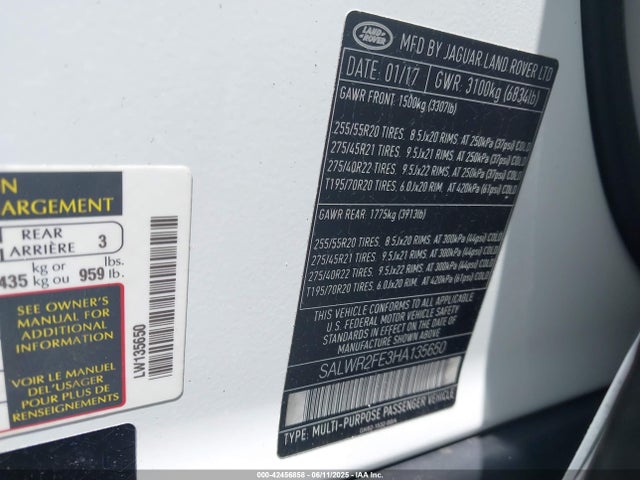 N
ARGEMENT
REAR
ARRIÈRE
3
435 kg or 959 lbs.
kg ou lb.
SEE OWNER'S
MANUAL FOR
ADDITIONAL
INFORMATION
VOIR LE MANUEL
DE L'USAGER
POUR PLUS DE
RENSEIGNEMENTS
LW135650
LAND
ROVER
MFD BY JAGUAR LAND ROVER LTD
DATE: 01/17 GWR: 3100kg (6834lb)
GAWR FRONT: 1500kg (3307lb)
255/55R20 TIRES. 8.5Jx20 RIMS. AT 250kPa (37psi) COLD
275/45R21 TIRES. 9.5Jx21 RIMS. AT 250kPa (37psi) COLD
275/40R22 TIRES. 9.5Jx22 RIMS. AT 250kPa (37psi) COLD
T195/70R20 TIRES. 6.0Jx20 RIM. AT 420kPa (61psi) COLD
GAWR REAR: 1775kg (3913lb)
255/55R20 TIRES. 8.5Jx20 RIMS. AT 300kPa (44psi) COLD
275/45R21 TIRES. 9.5Jx21 RIMS. AT 300kPa (44psi) COLD
275/40R22 TIRES. 9.5Jx22 RIMS. AT 300kPa (44psi) COLD
T195/70R20 TIRES. 6.0Jx20 RIM. AT 420kPa (61psi) COLD
THIS VEHICLE CONFORMS TO ALL APPLICABLE
U.S. FEDERAL MOTOR VEHICLE SAFETY
STANDARDS IN EFFECT ON THE DATE OF
MANUFACTURE SHOWN ABOVE.
SALWR2FE3HA135650
TYPE: MULTI-PURPOSE PASSENGER VEHICLE
000-42456858 - 06/11/2025 - IAAI.COM